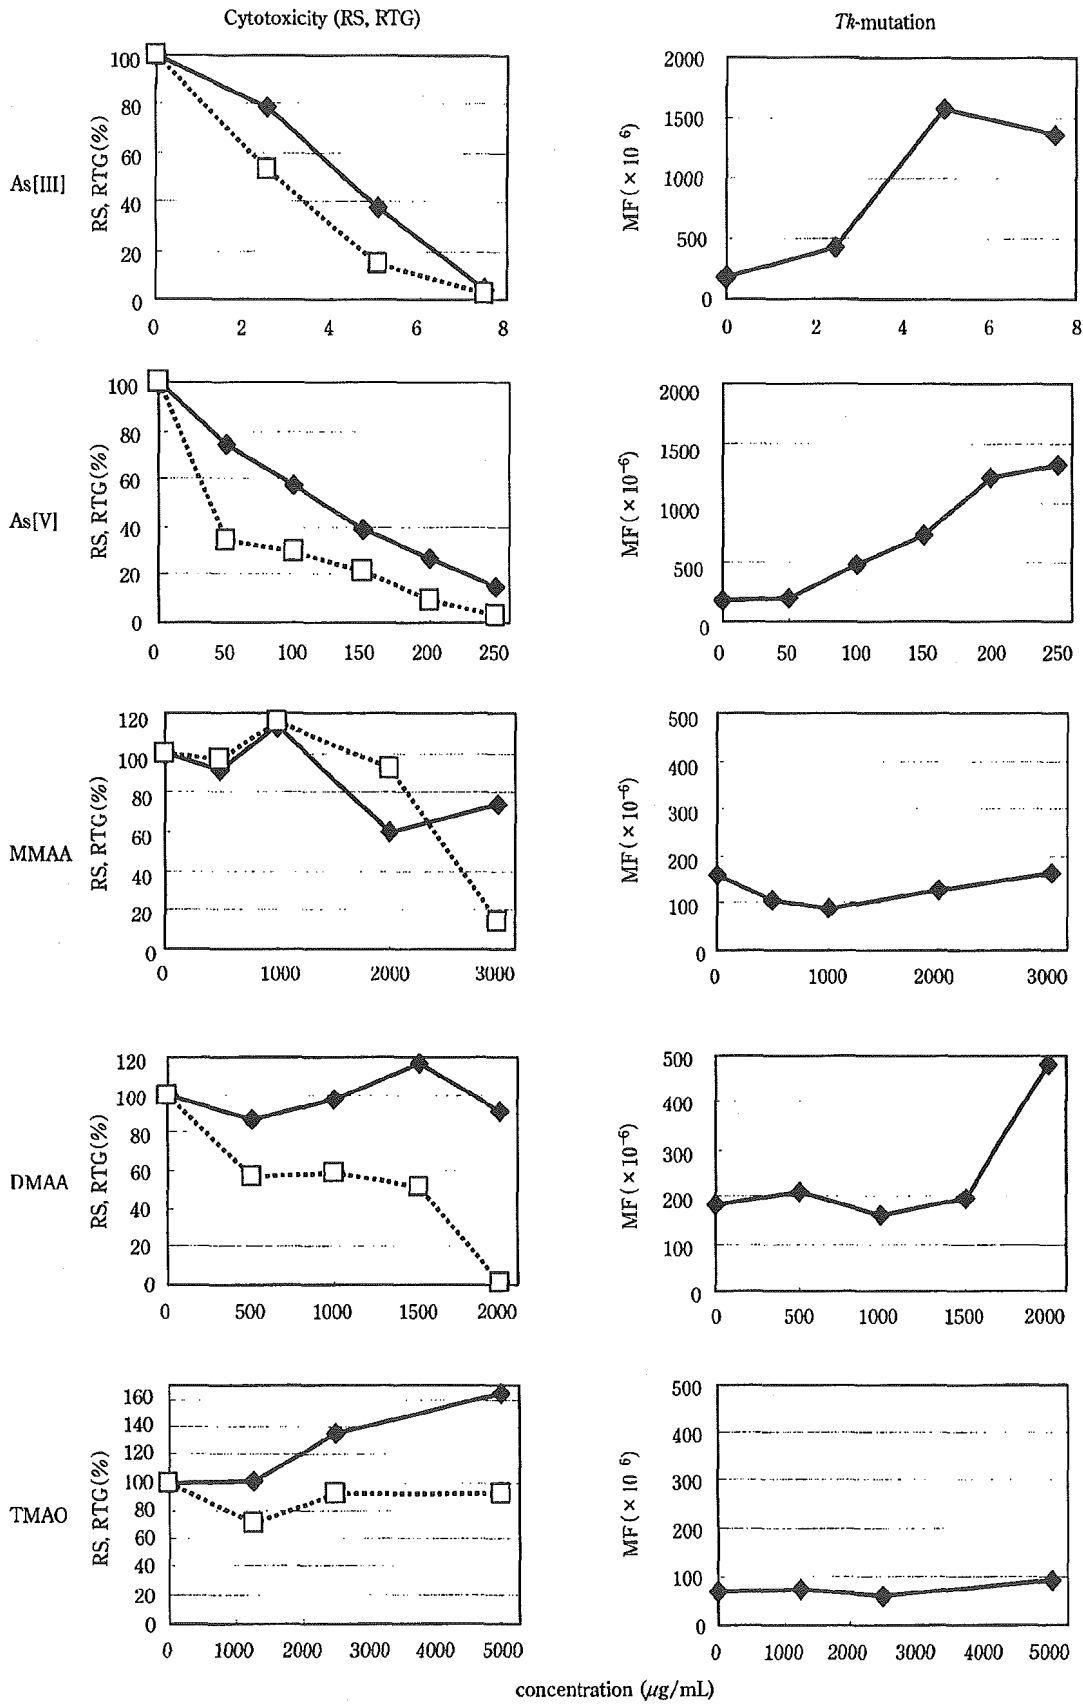 Cytotoxicity (RS, RTG)
Tk-mutation
As[III]
RS, RTG(%)
100
80
60
40
20
0
0 2 4 6 8
MF(×10 6)
2000
1500
1000
500
0
0 2 4 6 8
As[V]
RS, RTG(%)
100
80
60
40
20
0
0 50 100 150 200 250
MF(×10-6)
2000
1500
1000
500
0
0 50 100 150 200 250
MMAA
RS, RTG(%)
120
100
80
60
40
20
0
0 1000 2000 3000
MF(×10-6)
500
400
300
200
100
0
0 1000 2000 3000
DMAA
RS, RTG(%)
120
100
80
60
40
20
0
0 500 1000 1500 2000
MF(×10-6)
500
400
300
200
100
0
0 500 1000 1500 2000
TMAO
RS, RTG(%)
160
140
120
100
80
60
40
20
0
0 1000 2000 3000 4000 5000
MF(×10 6)
500
400
300
200
100
0
0 1000 2000 3000 4000 5000
concentration (μg/mL)